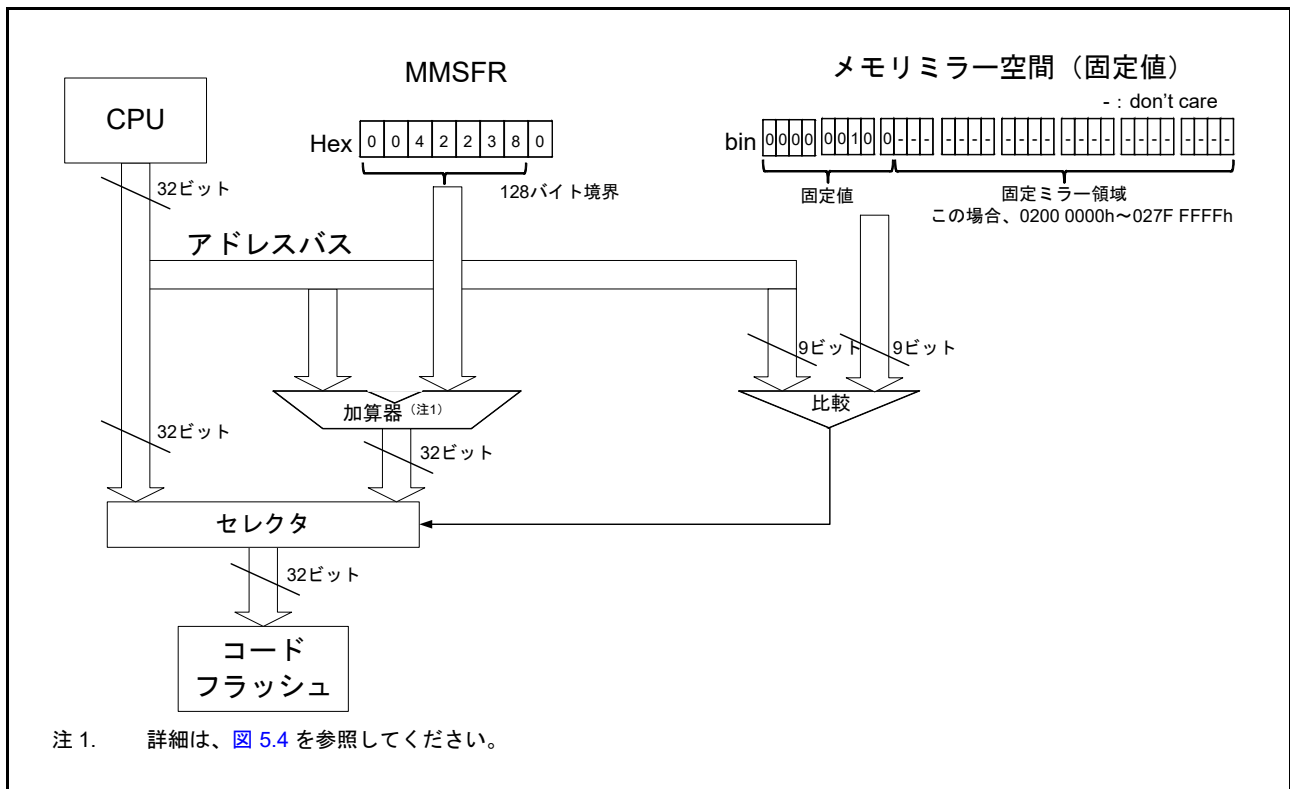 MMSFR
メモリミラー空間（固定値）
- : don't care
CPU
Hex 0 0 4 2 2 3 8 0
bin 0000 0010 0--- ---- ---- ---- ---- ----
128バイト境界
固定値
固定ミラー領域
この場合、0200 0000h～027F FFFFh
32ビット
アドレスバス
9ビット
9ビット
加算器（注1）
比較
32ビット
32ビット
セレクタ
32ビット
コード
フラッシュ
注 1. 詳細は、図 5.4 を参照してください。